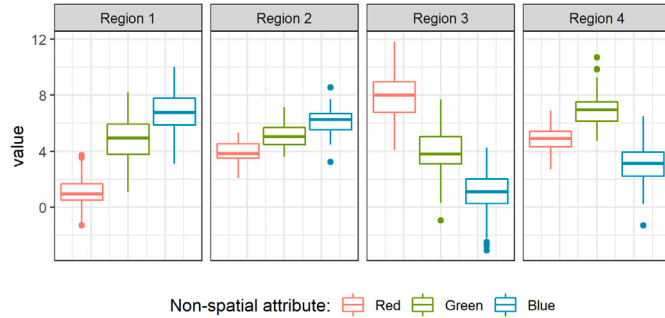 Region 1 Region 2 Region 3 Region 4
12
8
4
0
value
Non-spatial attribute: Red Green Blue